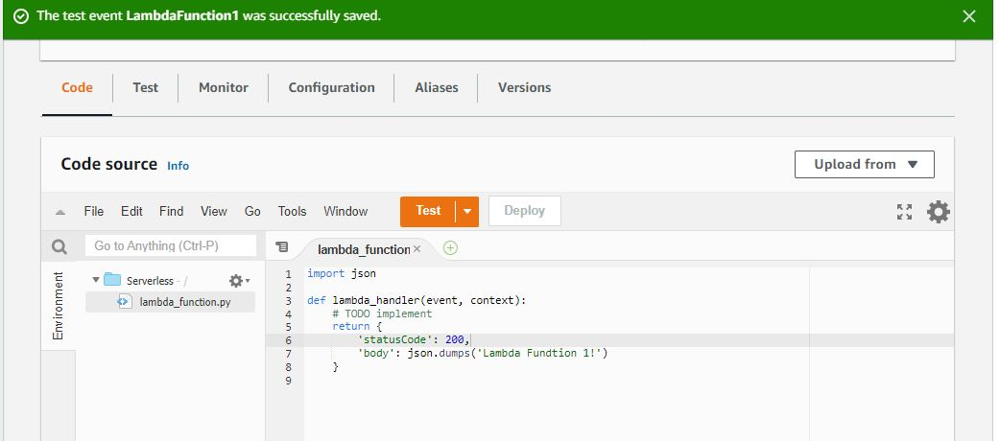 The test event LambdaFunction1 was successfully saved.
Code Test Monitor Configuration Aliases Versions
Code source Info
Upload from
File Edit Find View Go Tools Window Test Deploy
Go to Anything (Ctrl-P)
lambda_function
Environment
Serverless - /
lambda_function.py
1 import json
2
3 def lambda_handler(event, context):
4     # TODO implement
5     return {
6         'statusCode': 200,
7         'body': json.dumps('Lambda Fundtion 1!')
8     }
9